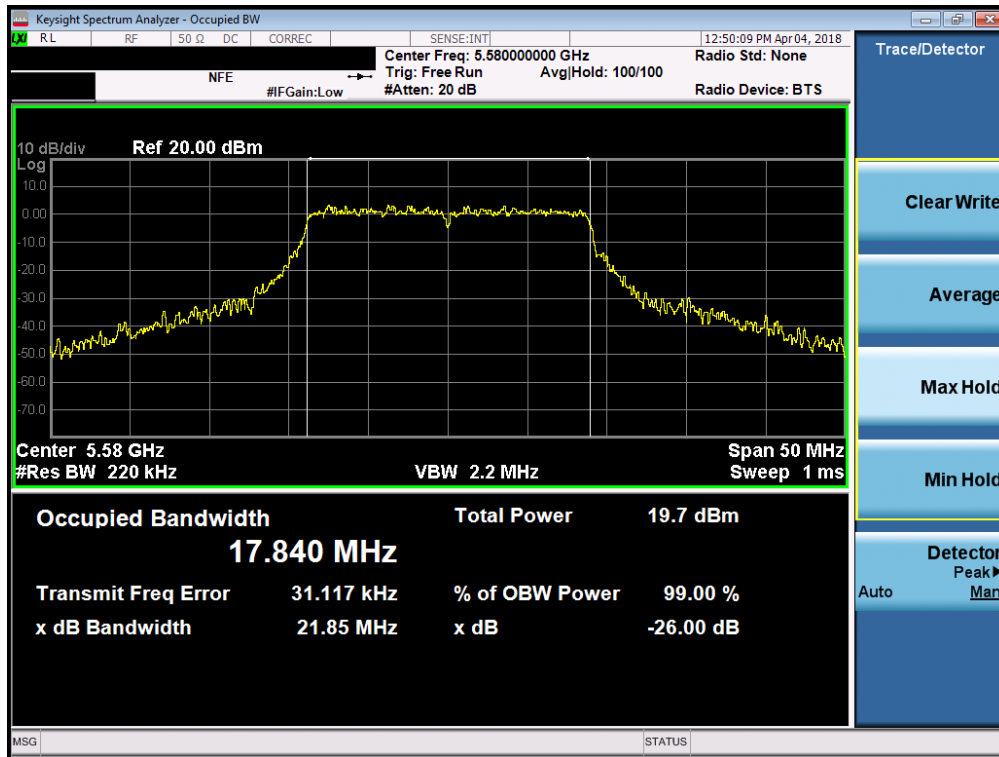 Keysight Spectrum Analyzer - Occupied BW
LXI RL RF 50 Ω DC CORREC SENSE:INT 12:50:09 PM Apr 04, 2018
Center Freq: 5.580000000 GHz Radio Std: None
NFE Trig: Free Run Avg|Hold: 100/100
#IFGain:Low #Atten: 20 dB Radio Device: BTS
10 dB/div Ref 20.00 dBm
Log
10.0
0.00
-10.0
-20.0
-30.0
-40.0
-50.0
-60.0
-70.0
Center 5.58 GHz Span 50 MHz
#Res BW 220 kHz VBW 2.2 MHz Sweep 1 ms
Occupied Bandwidth Total Power 19.7 dBm
17.840 MHz
Transmit Freq Error 31.117 kHz % of OBW Power 99.00 %
x dB Bandwidth 21.85 MHz x dB -26.00 dB
MSG STATUS
Trace/Detector
Clear Write
Average
Max Hold
Min Hold
Detector
Peak
Auto Man